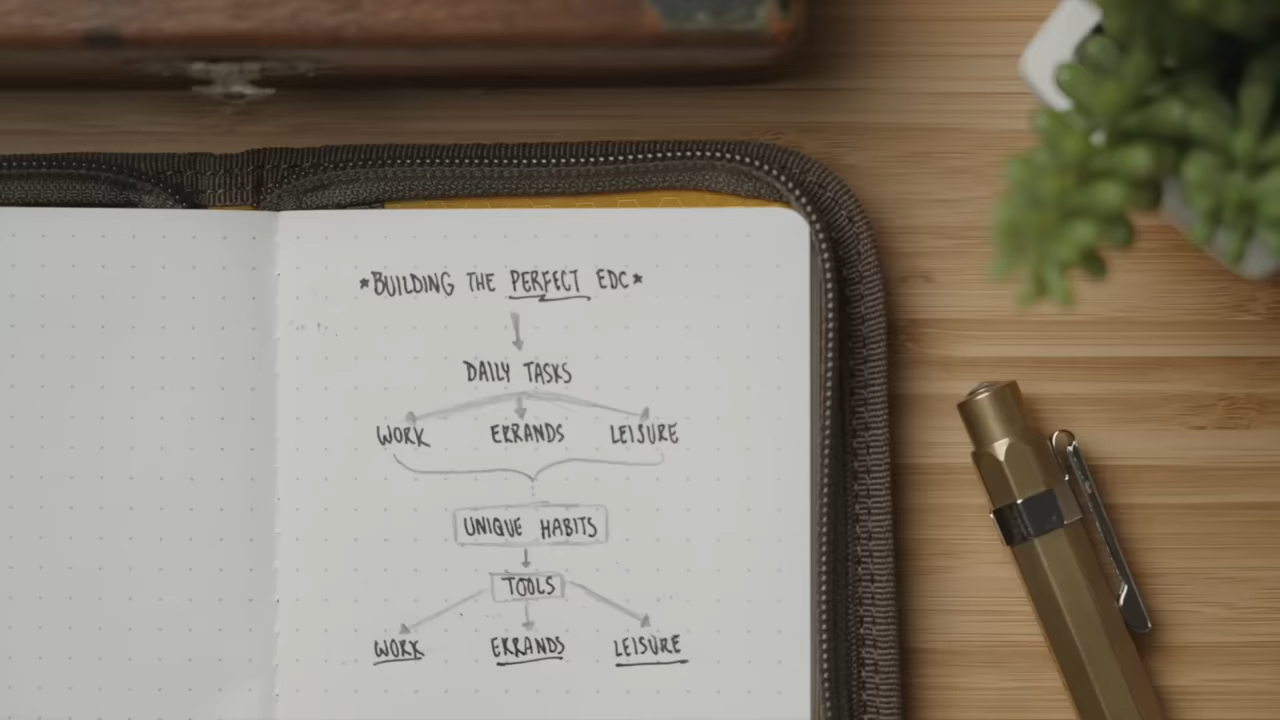 *BUILDING THE PERFECT EDC*
DAILY TASKS
WORK ERRANDS LEISURE
UNIQUE HABITS
TOOLS
WORK ERRANDS LEISURE